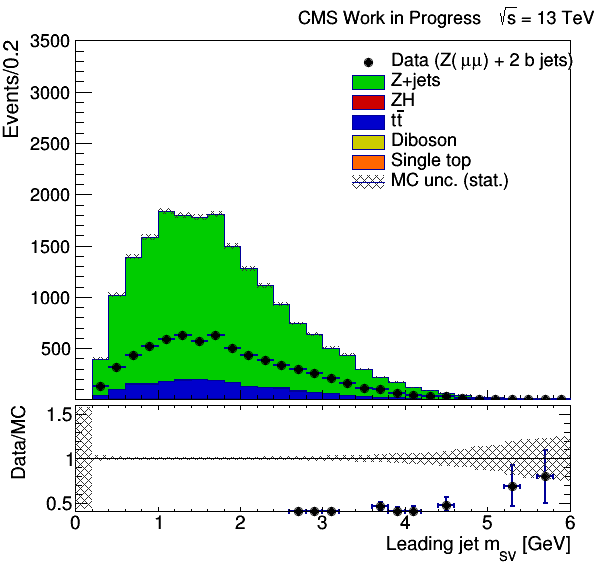 CMS Work in Progress √s = 13 TeV
Events/0.2
3500
3000
2500
2000
1500
1000
500
Data (Z(μμ) + 2 b jets)
Z+jets
ZH
tt̄
Diboson
Single top
MC unc. (stat.)
Data/MC
1.5
1
0.5
0 1 2 3 4 5 6
Leading jet m_SV [GeV]